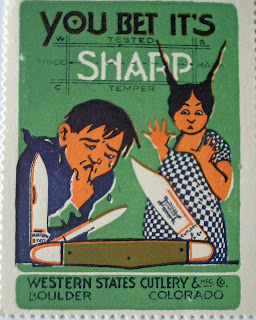 YOU BET IT'S
W S
TESTED
TRADE SHARP MARK
C TEMPER
WESTERN STATES CUTLERY & MFG. CO.
BOULDER COLORADO